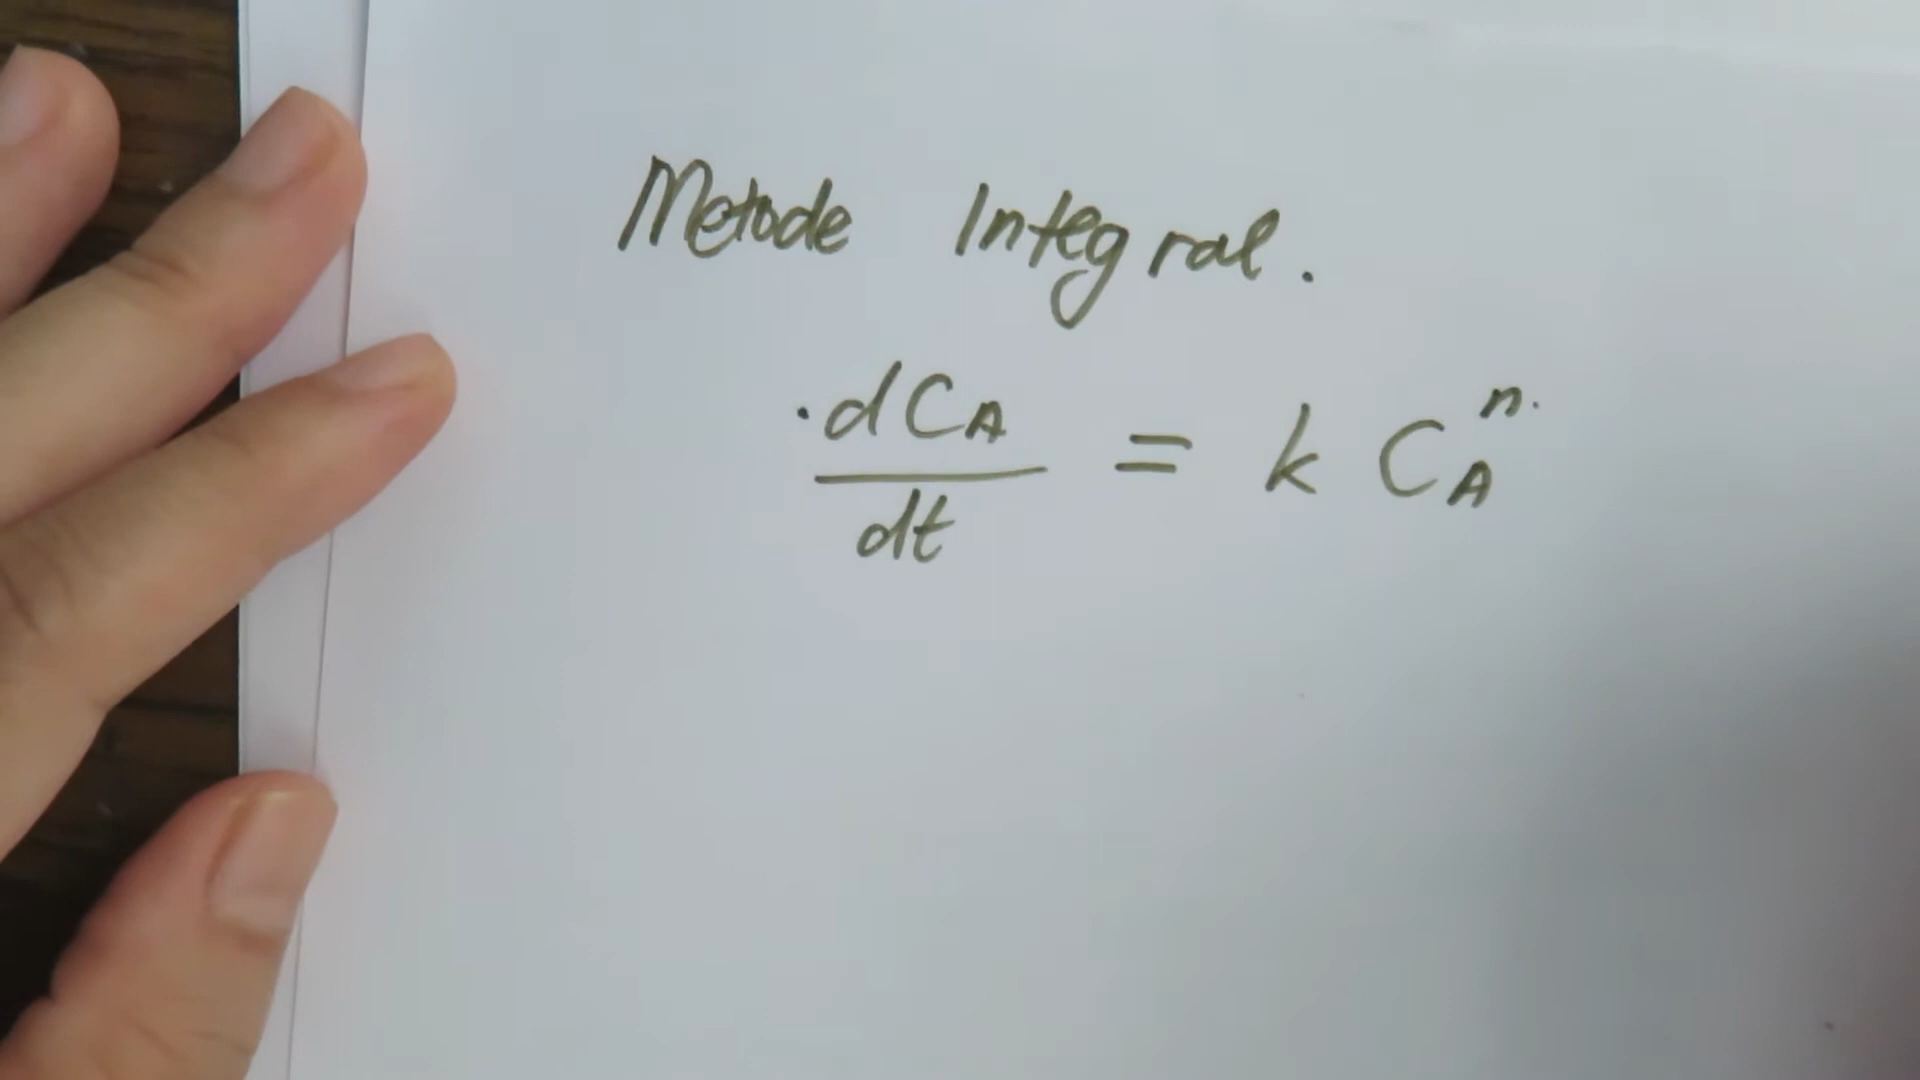 Metode Integral.
dCA/dt = k CA^n